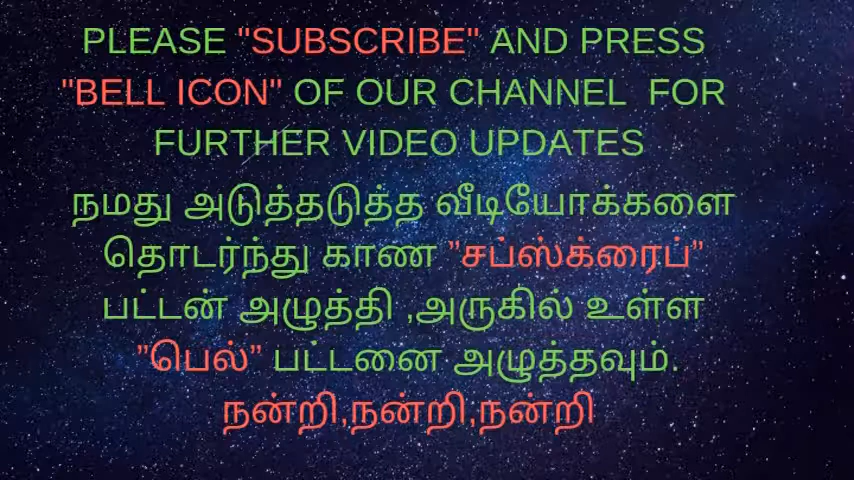 PLEASE "SUBSCRIBE" AND PRESS
"BELL ICON" OF OUR CHANNEL  FOR
FURTHER VIDEO UPDATES
நமது அடுத்தடுத்த வீடியோக்களை
தொடர்ந்து காண ”சப்ஸ்க்ரைப்”
பட்டன் அழுத்தி ,அருகில் உள்ள
”பெல்” பட்டனை அழுத்தவும்.
நன்றி,நன்றி,நன்றி